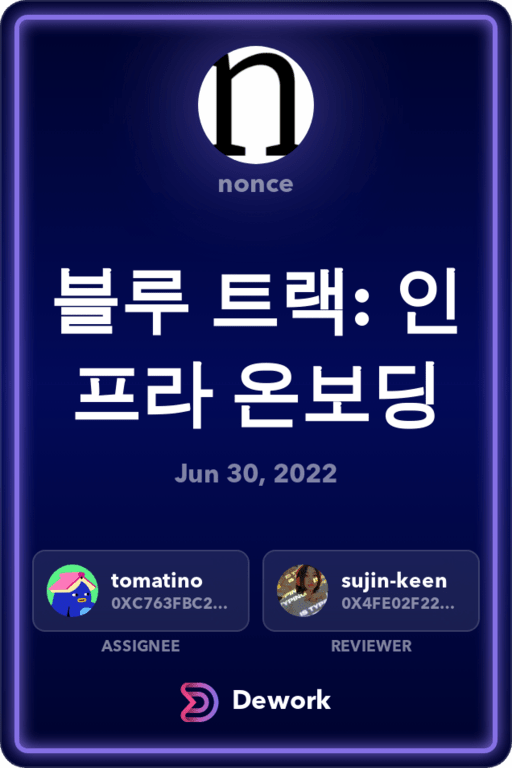 n
nonce
블루 트랙: 인
프라 온보딩
Jun 30, 2022
tomatino
0XC763FBC2...
ASSIGNEE
sujin-keen
0X4FE02F22...
REVIEWER
Dework